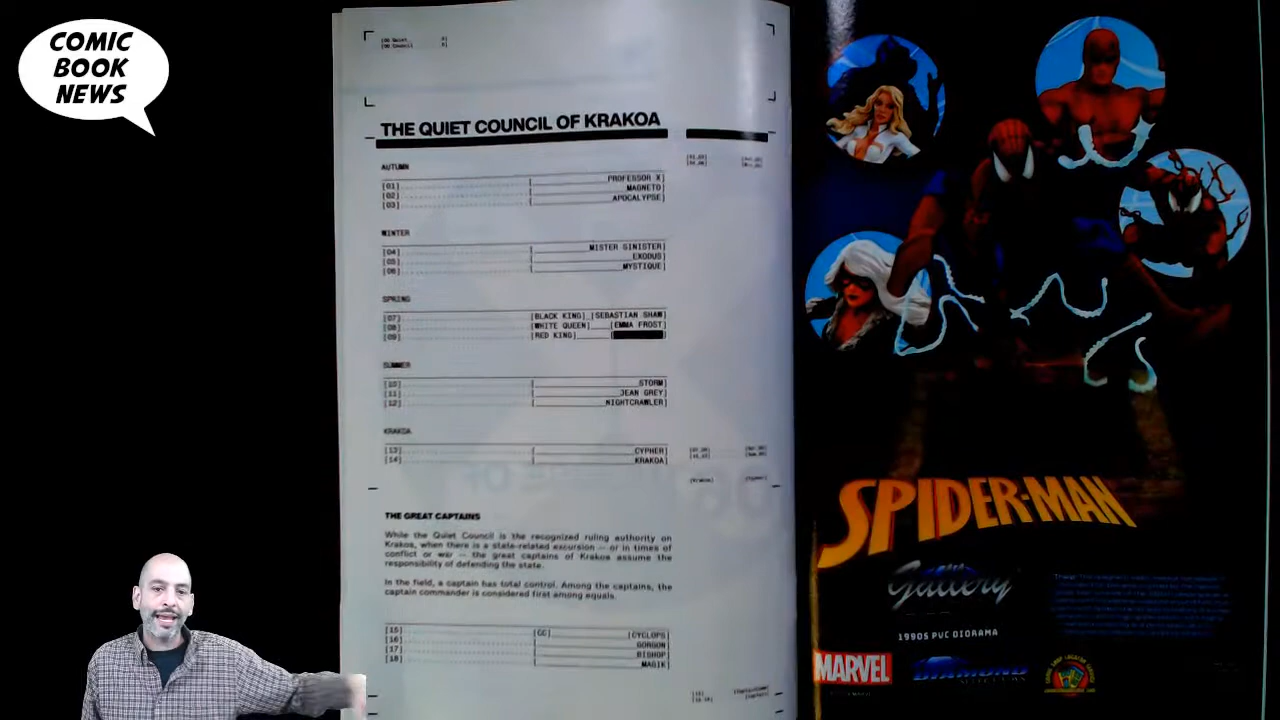 COMIC
BOOK
NEWS
THE QUIET COUNCIL OF KRAKOA
AUTUMN
[01] [ PROFESSOR X]
[02] [ MAGNETO]
[03] [ APOCALYPSE]
WINTER
[04] [ MISTER SINISTER]
[05] [ EXODUS]
[06] [ MYSTIQUE]
SPRING
[07] [BLACK KING] [SEBASTIAN SHAW]
[08] [WHITE QUEEN] [EMMA FROST]
[09] [RED KING] [
SUMMER
[10] [ STORM]
[11] [ JEAN GREY]
[12] [ NIGHTCRAWLER]
KRAKOA
[13] [ CYPHER]
[14] [ KRAKOA]
[Krakoa] [Cypher]
THE GREAT CAPTAINS
While the Quiet Council is the recognized ruling authority on
Krakoa, when there is a state-related excursion — or in times of
conflict or war — the great captains of Krakoa assume the
responsibility of defending the state.
In the field, a captain has total control. Among the captains, the
captain commander is considered first among equals.
[15] [CC] [CYCLOPS]
[16] [ GORGON]
[17] [ BISHOP]
[18] [ MAGIK]
SPIDER-MAN
Gallery
1990S PVC DIORAMA
MARVEL
DIAMOND
SELECT